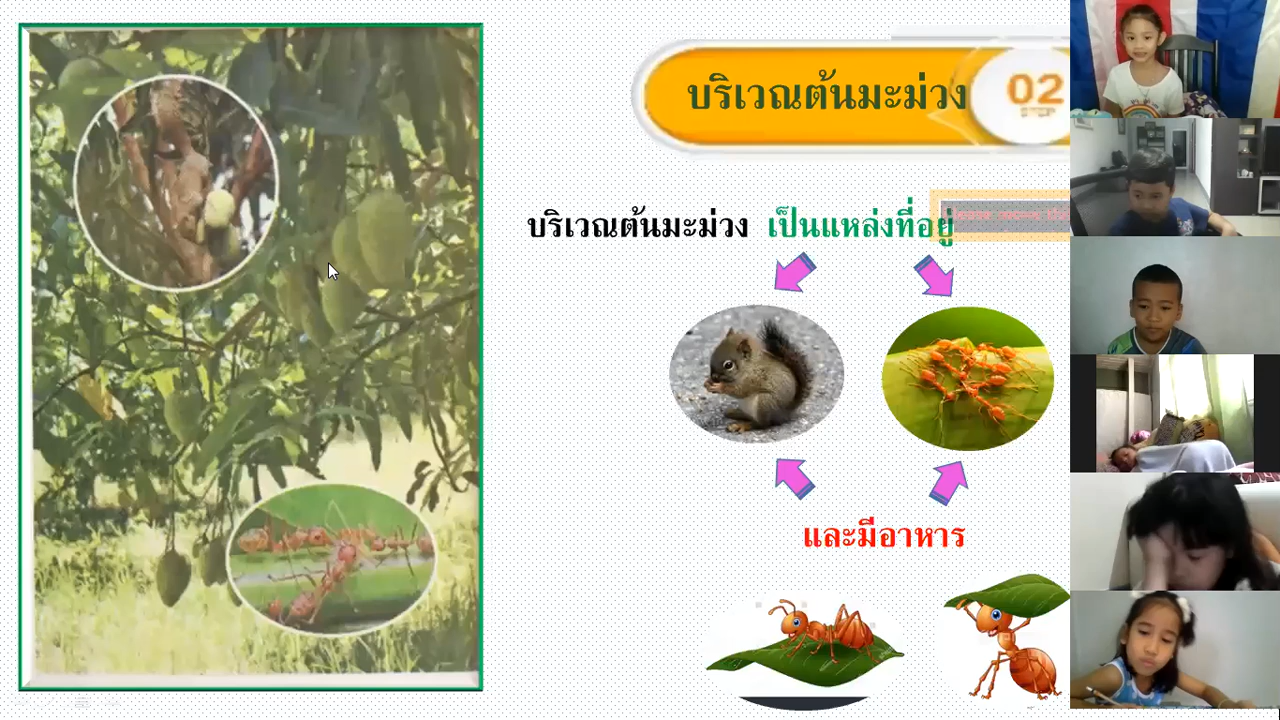 บริเวณต้นมะม่วง
02
บริเวณต้นมะม่วง เป็นแหล่งที่อยู่
และมีอาหาร